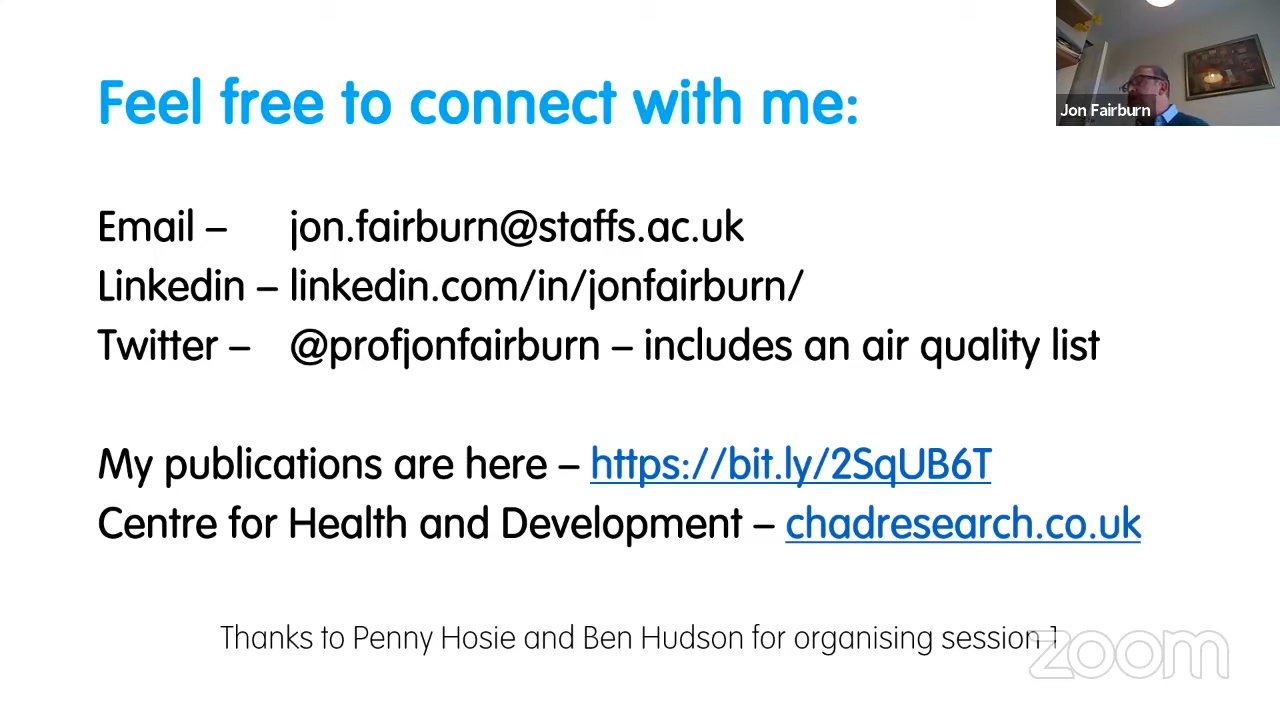 Feel free to connect with me:
Jon Fairburn
Email – jon.fairburn@staffs.ac.uk
Linkedin – linkedin.com/in/jonfairburn/
Twitter – @profjonfairburn – includes an air quality list
My publications are here – https://bit.ly/2SqUB6T
Centre for Health and Development – chadresearch.co.uk
Thanks to Penny Hosie and Ben Hudson for organising session 1
zoom